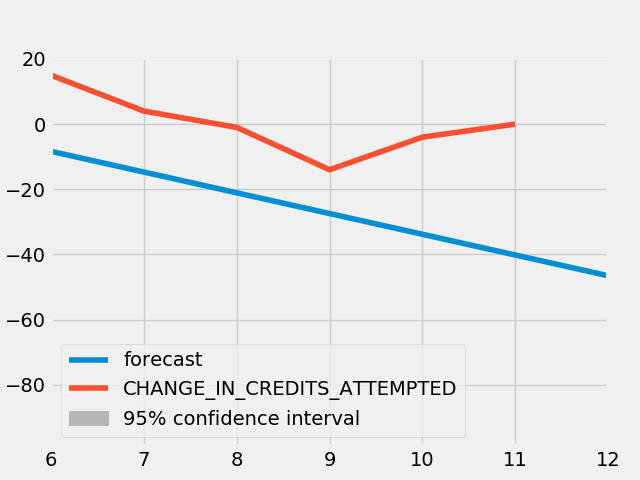 20
0
−20
−40
−60
−80
forecast
CHANGE_IN_CREDITS_ATTEMPTED
95% confidence interval
6 7 8 9 10 11 12